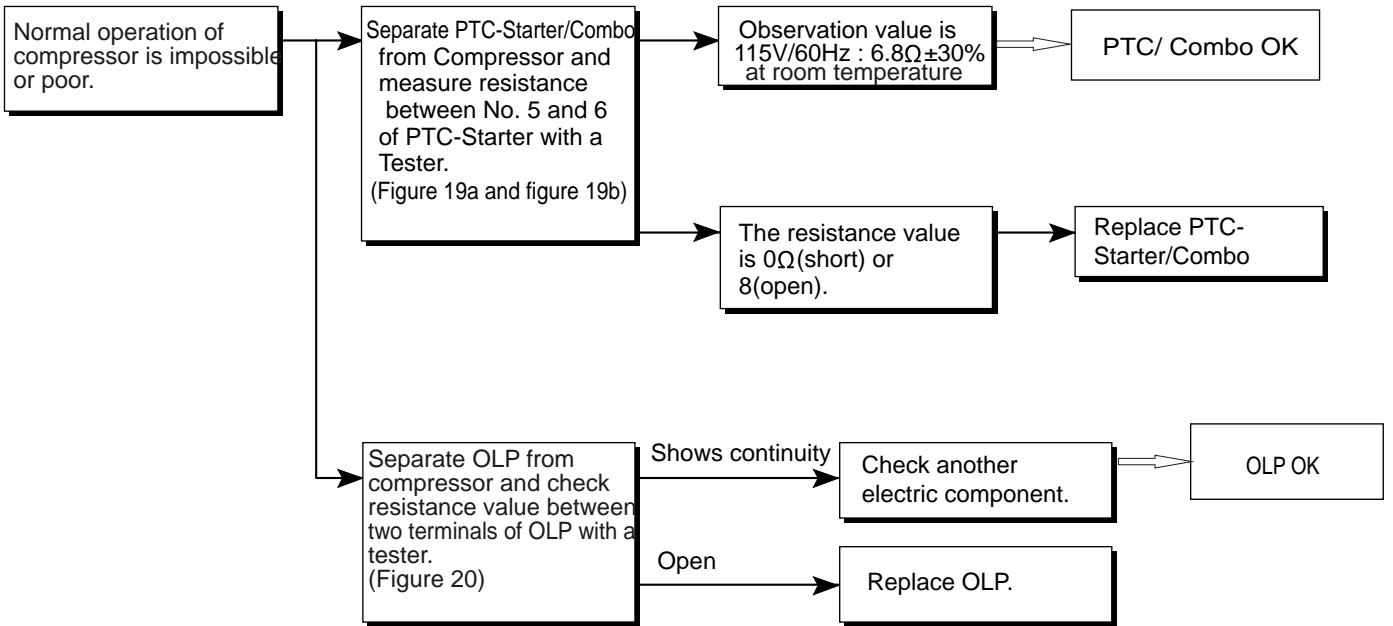 Normal operation of
compressor is impossible
or poor.
Separate PTC-Starter/Combo
from Compressor and
measure resistance
between No. 5 and 6
of PTC-Starter with a
Tester.
(Figure 19a and figure 19b)
Observation value is
115V/60Hz : 6.8Ω±30%
at room temperature
PTC/ Combo OK
The resistance value
is 0Ω(short) or
8(open).
Replace PTC-
Starter/Combo
Separate OLP from
compressor and check
resistance value between
two terminals of OLP with a
tester.
(Figure 20)
Shows continuity
Check another
electric component.
OLP OK
Open
Replace OLP.